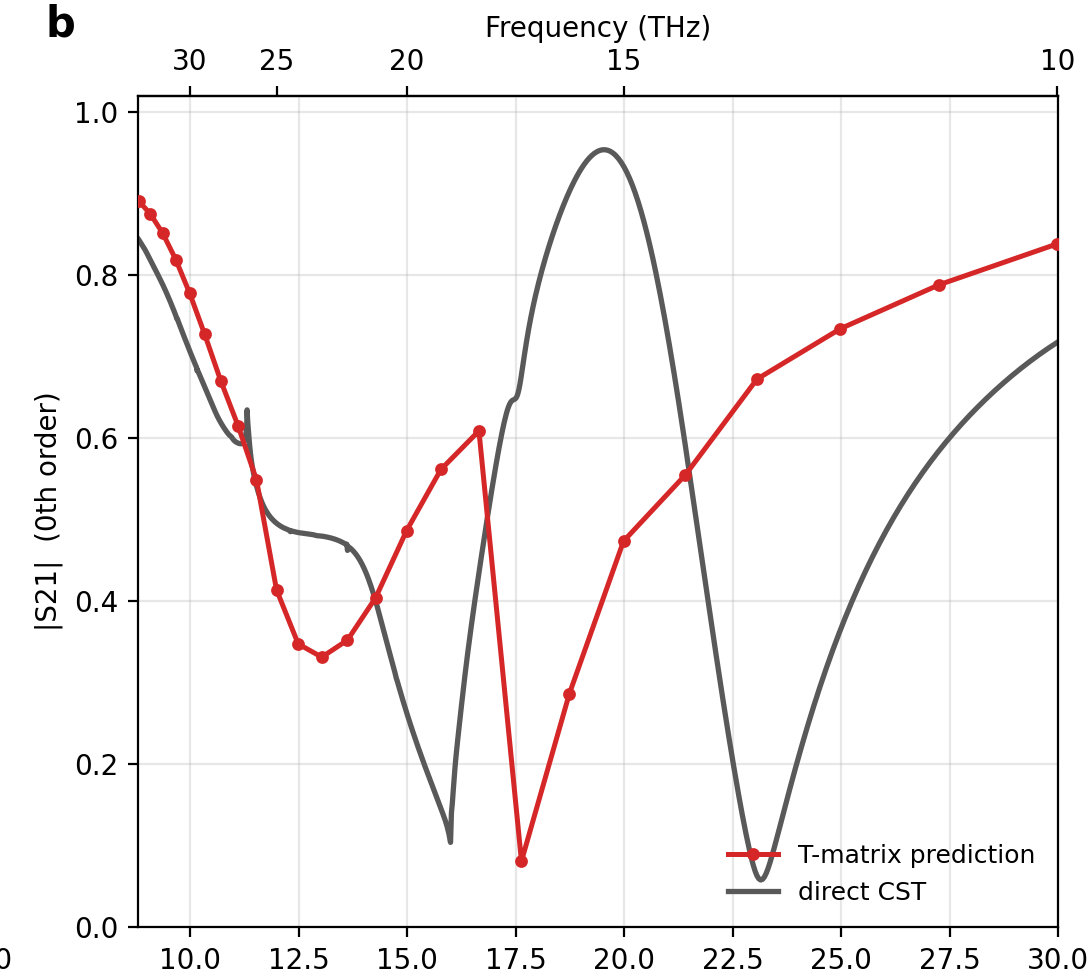 b
Frequency (THz)
30 25 20 15 10
1.0
0.8
0.6
0.4
0.2
0.0
|S21| (0th order)
T-matrix prediction
direct CST
0 10.0 12.5 15.0 17.5 20.0 22.5 25.0 27.5 30.0